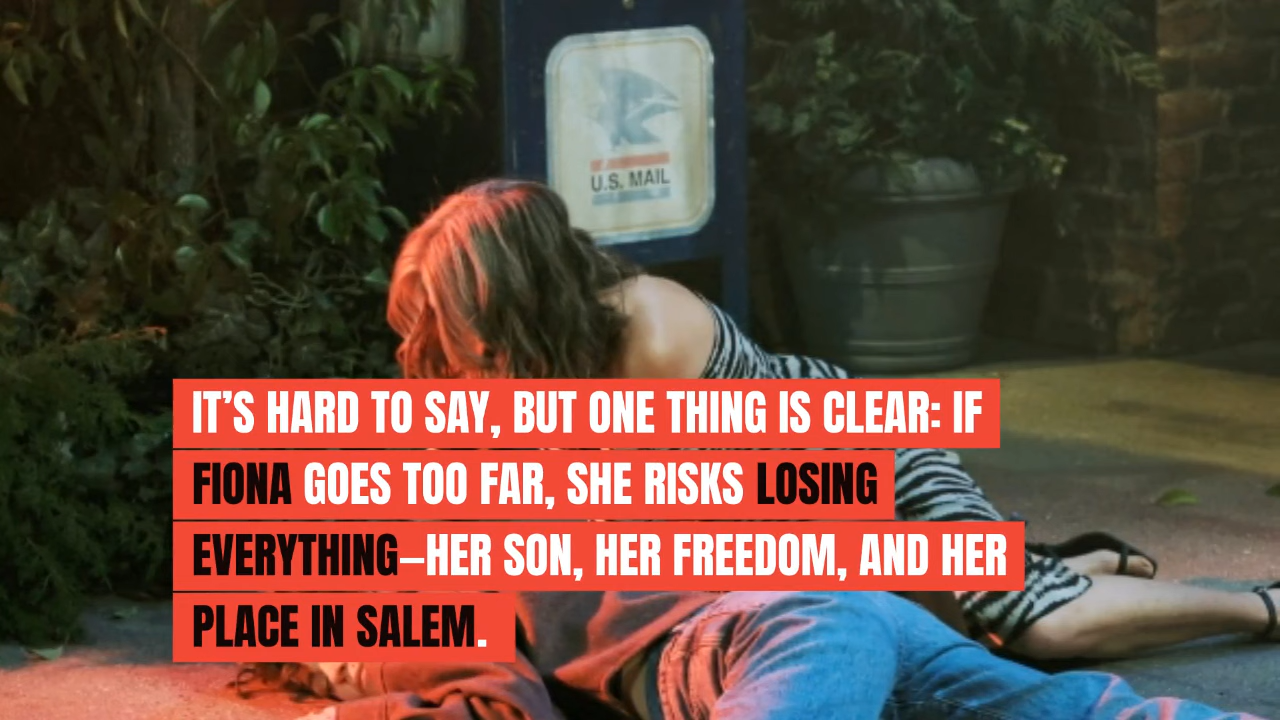 U.S. MAIL
IT’S HARD TO SAY, BUT ONE THING IS CLEAR: IF
FIONA GOES TOO FAR, SHE RISKS LOSING
EVERYTHING—HER SON, HER FREEDOM, AND HER
PLACE IN SALEM.